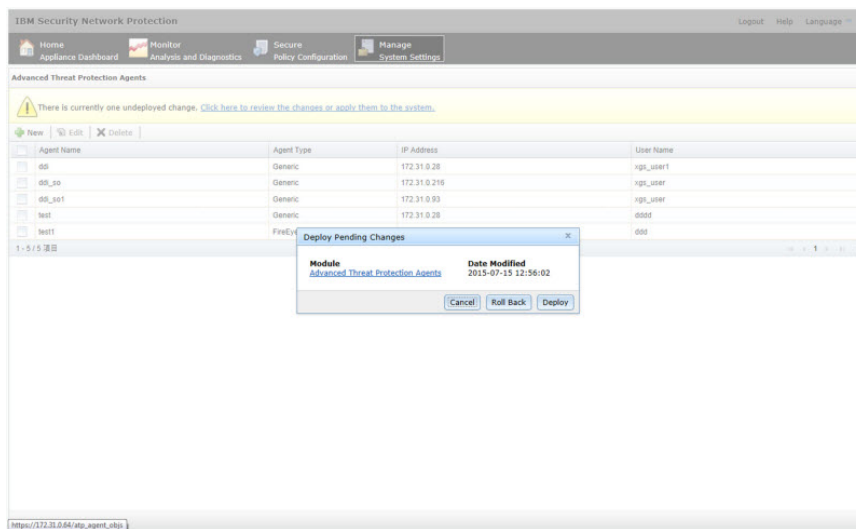 IBM Security Network Protection
Logout Help Language
Home
Appliance Dashboard
Monitor
Analysis and Diagnostics
Secure
Policy Configuration
Manage
System Settings
Advanced Threat Protection Agents
There is currently one undeployed change. Click here to review the changes or apply them to the system.
New Edit Delete
Agent Name Agent Type IP Address User Name
ddi Generic 172.31.0.28 xgs_user1
ddi_so Generic 172.31.0.216 xgs_user
ddi_so1 Generic 172.31.0.93 xgs_user
test Generic 172.31.0.28 dddd
test1 FireEye ddd
1 - 5 / 5 項目 1
Deploy Pending Changes
Module Date Modified
Advanced Threat Protection Agents 2015-07-15 12:56:02
Cancel Roll Back Deploy
https://172.31.0.64/atp_agent_objs